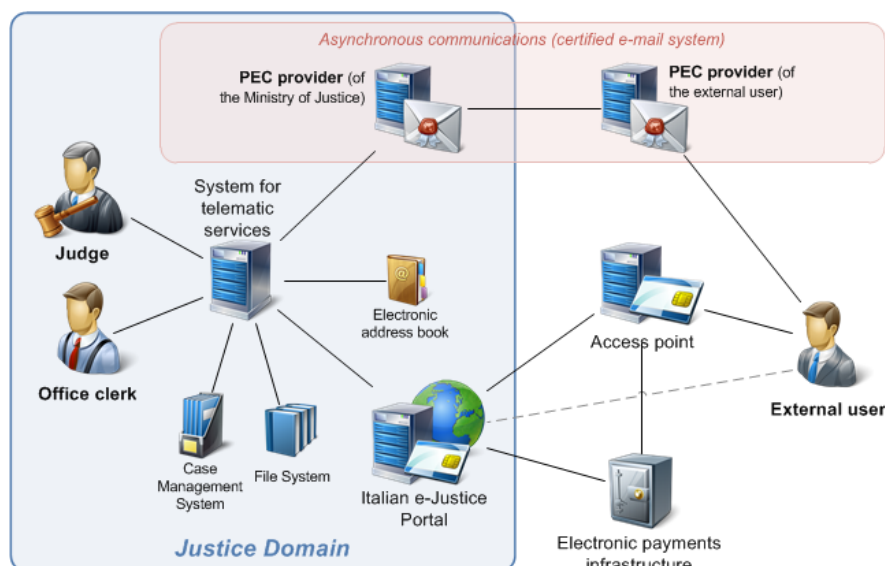 Asynchronous communications (certified e-mail system)
PEC provider (of
the Ministry of Justice)
PEC provider (of
the external user)
System for
telematic
services
Judge
Electronic
address book
Office clerk
Access point
External user
Case
Management
System
File System
Italian e-Justice
Portal
Electronic payments
infrastructure
Justice Domain